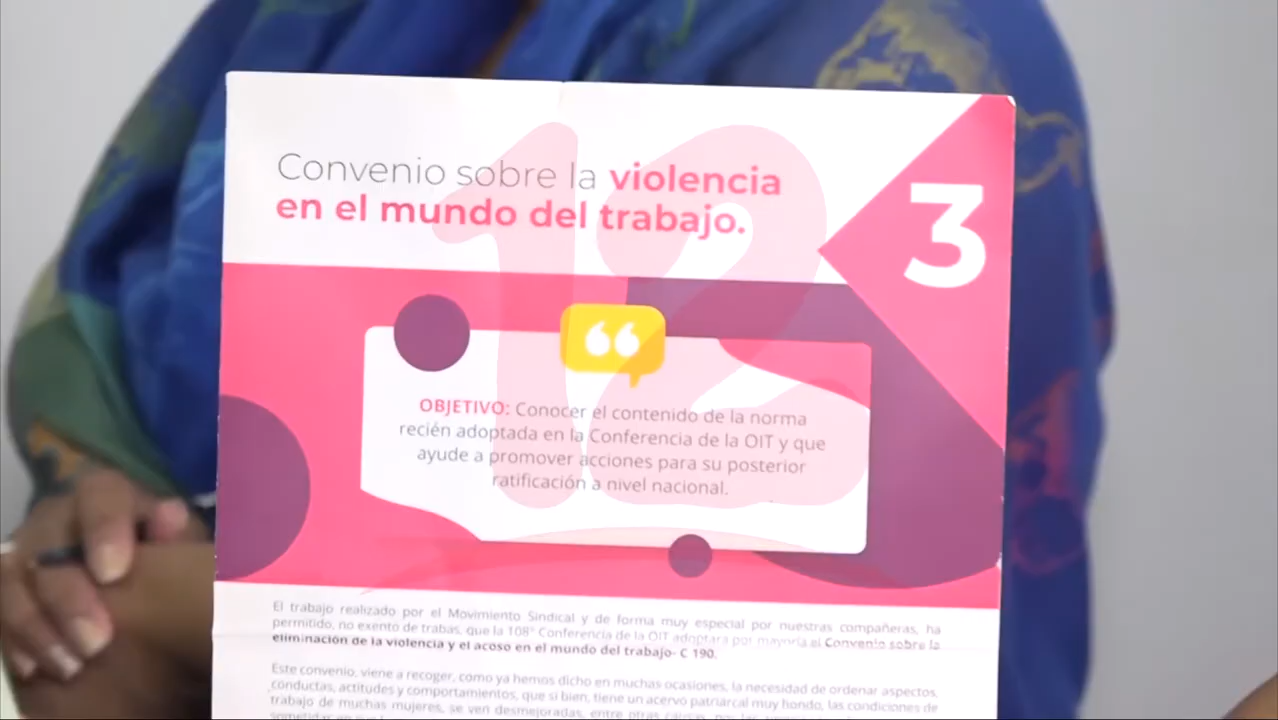 Convenio sobre la violencia
en el mundo del trabajo.
3
12
“
OBJETIVO: Conocer el contenido de la norma
recién adoptada en la Conferencia de la OIT y que
ayude a promover acciones para su posterior
ratificación a nivel nacional.
El trabajo realizado por el Movimiento Sindical y de forma muy especial por nuestras compañeras, ha
permitido, no exento de trabas, que la 108° Conferencia de la OIT adoptara por mayoría el Convenio sobre la
eliminación de la violencia y el acoso en el mundo del trabajo- C 190.
Este convenio, viene a recoger, como ya hemos dicho en muchas ocasiones, la necesidad de ordenar aspectos,
conductas, actitudes y comportamientos, que si bien, tiene un acervo patriarcal muy hondo, las condiciones de
trabajo de muchas mujeres, se ven desmejoradas, entre otras causas, por las